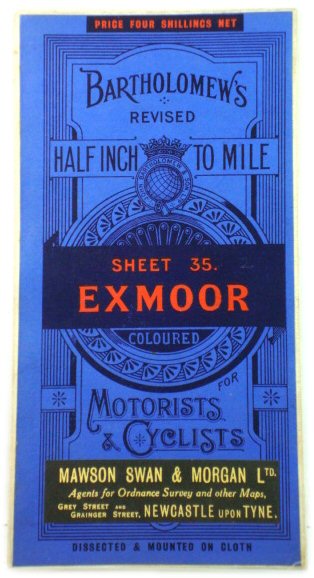 PRICE FOUR SHILLINGS NET
BARTHOLOMEW'S
REVISED
HALF INCH TO MILE
SHEET 35.
EXMOOR
COLOURED
FOR
MOTORISTS
& CYCLISTS
MAWSON SWAN & MORGAN LTD.
Agents for Ordnance Survey and other Maps,
GREY STREET AND
GRAINGER STREET, NEWCASTLE UPON TYNE.
DISSECTED & MOUNTED ON CLOTH